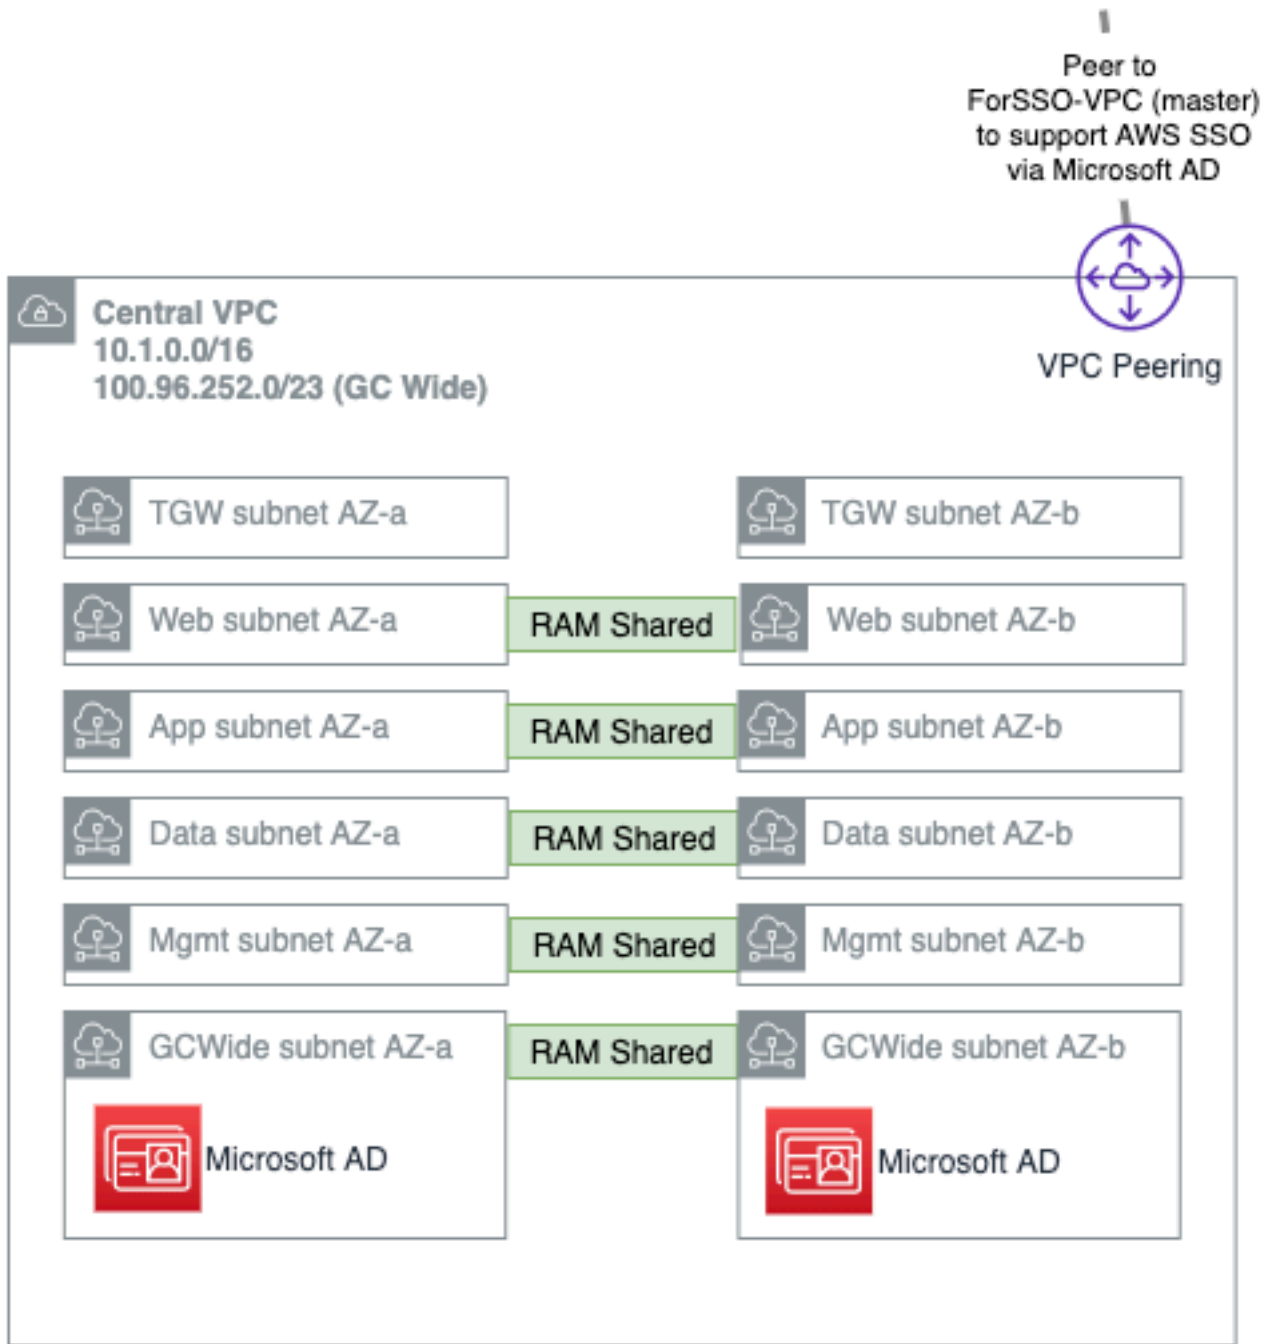 Peer to
ForSSO-VPC (master)
to support AWS SSO
via Microsoft AD
Central VPC
10.1.0.0/16
100.96.252.0/23 (GC Wide)
VPC Peering
TGW subnet AZ-a
TGW subnet AZ-b
Web subnet AZ-a
RAM Shared
Web subnet AZ-b
App subnet AZ-a
RAM Shared
App subnet AZ-b
Data subnet AZ-a
RAM Shared
Data subnet AZ-b
Mgmt subnet AZ-a
RAM Shared
Mgmt subnet AZ-b
GCWide subnet AZ-a
RAM Shared
GCWide subnet AZ-b
Microsoft AD
Microsoft AD